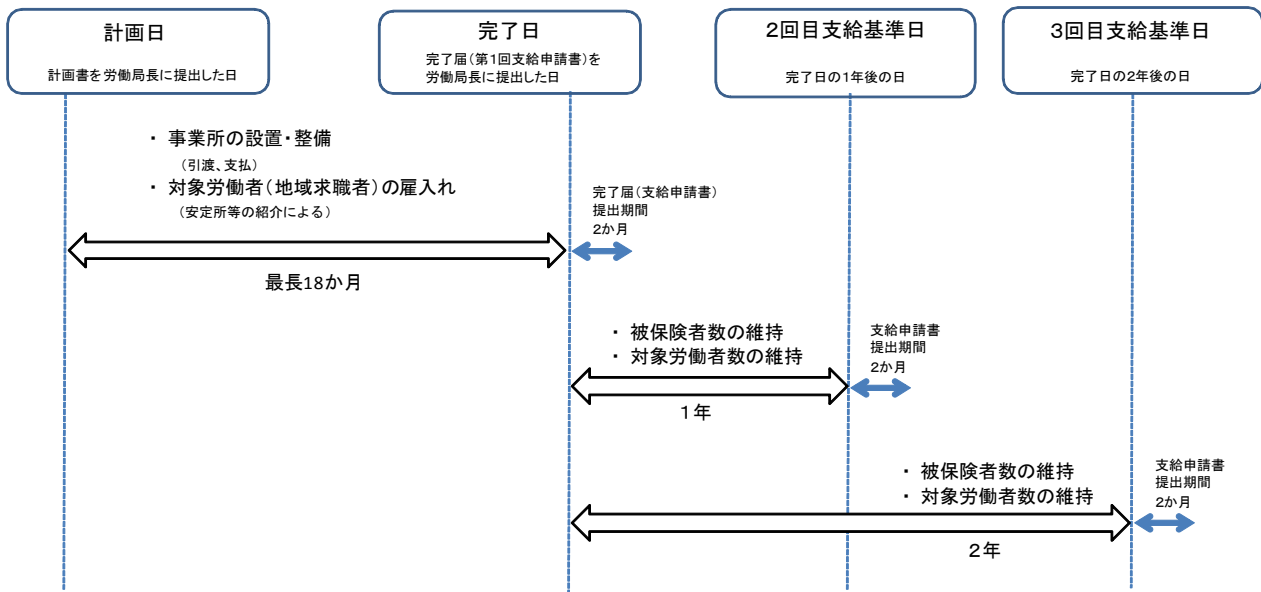 計画日
計画書を労働局長に提出した日
完了日
完了届(第1回支給申請書)を
労働局長に提出した日
2回目支給基準日
完了日の1年後の日
3回目支給基準日
完了日の2年後の日
・ 事業所の設置・整備
(引渡、支払)
・ 対象労働者(地域求職者)の雇入れ
(安定所等の紹介による)
最長18か月
完了届(支給申請書)
提出期間
2か月
・ 被保険者数の維持
・ 対象労働者数の維持
1年
支給申請書
提出期間
2か月
・ 被保険者数の維持
・ 対象労働者数の維持
2年
支給申請書
提出期間
2か月